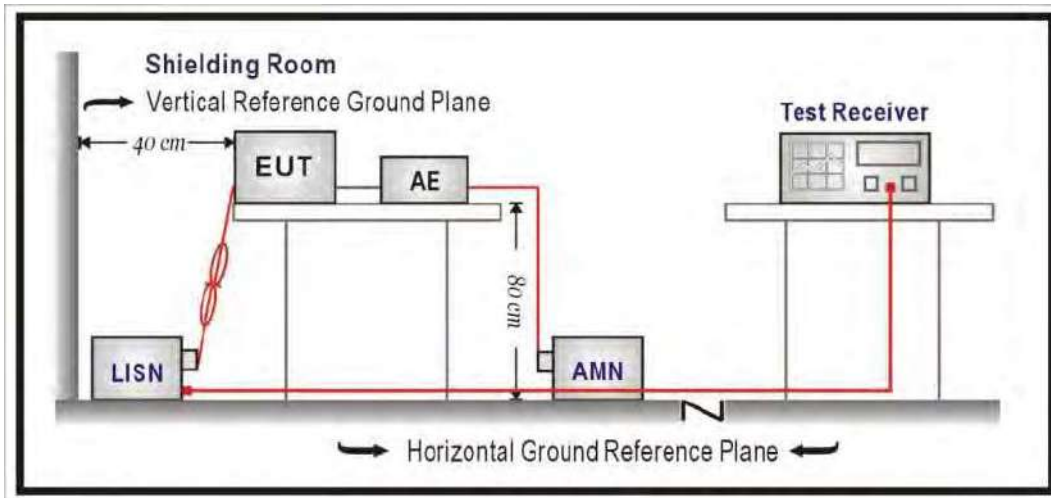 Shielding Room
Vertical Reference Ground Plane
Test Receiver
40 cm
EUT
AE
80 cm
LISN
AMN
Horizontal Ground Reference Plane